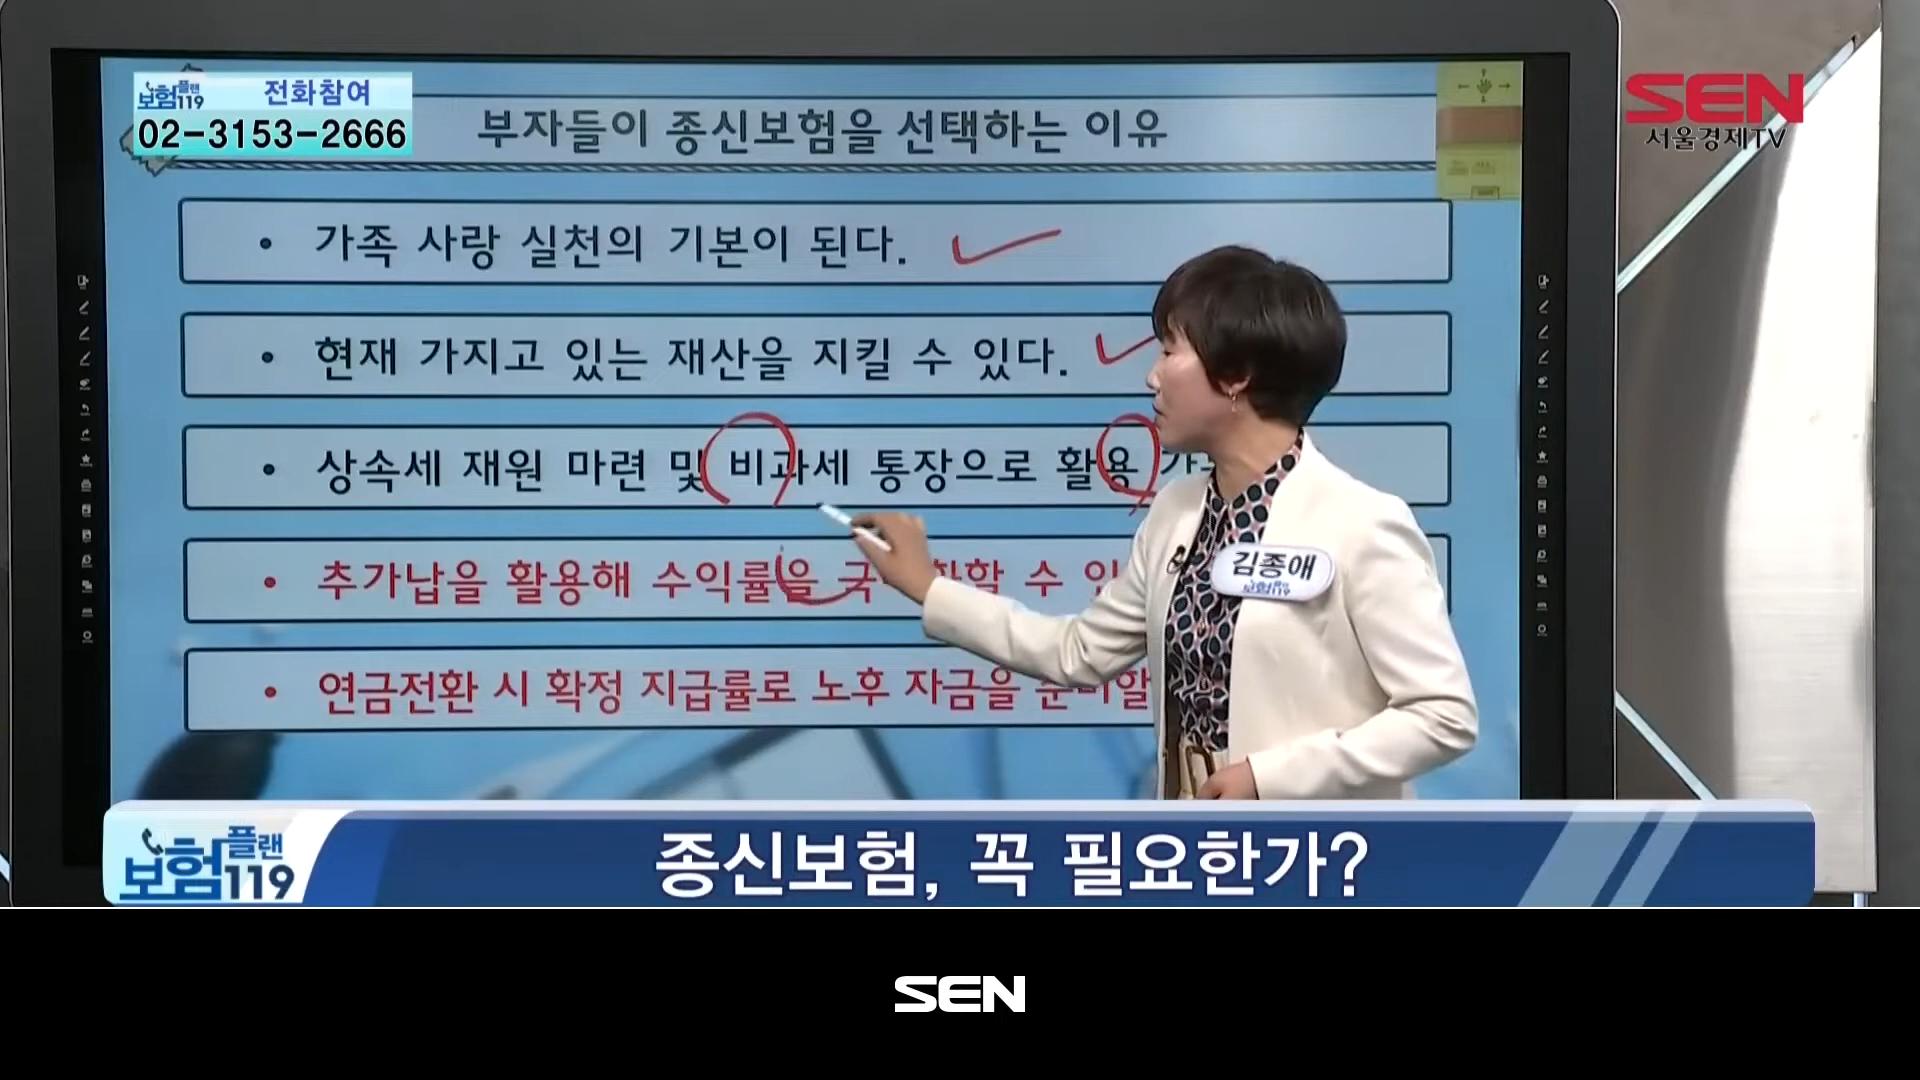 보험플랜119 전화참여
02-3153-2666
SEN
서울경제TV
부자들이 종신보험을 선택하는 이유
• 가족 사랑 실천의 기본이 된다.
• 현재 가지고 있는 재산을 지킬 수 있다.
• 상속세 재원 마련 및 비과세 통장으로 활용
• 추가납을 활용해 수익률을 수
• 연금전환 시 확정 지급률로 노후 자금을
김종애
보험플랜119
보험플랜119
종신보험, 꼭 필요한가?
SEN